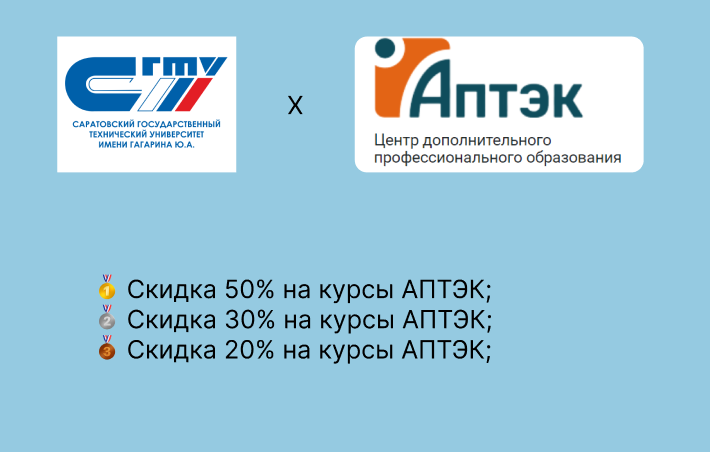 СГТУ
САРАТОВСКИЙ ГОСУДАРСТВЕННЫЙ
ТЕХНИЧЕСКИЙ УНИВЕРСИТЕТ
ИМЕНИ ГАГАРИНА Ю.А.
X
Аптэк
Центр дополнительного
профессионального образования
🥇 Скидка 50% на курсы АПТЭК;
🥈 Скидка 30% на курсы АПТЭК;
🥉 Скидка 20% на курсы АПТЭК;